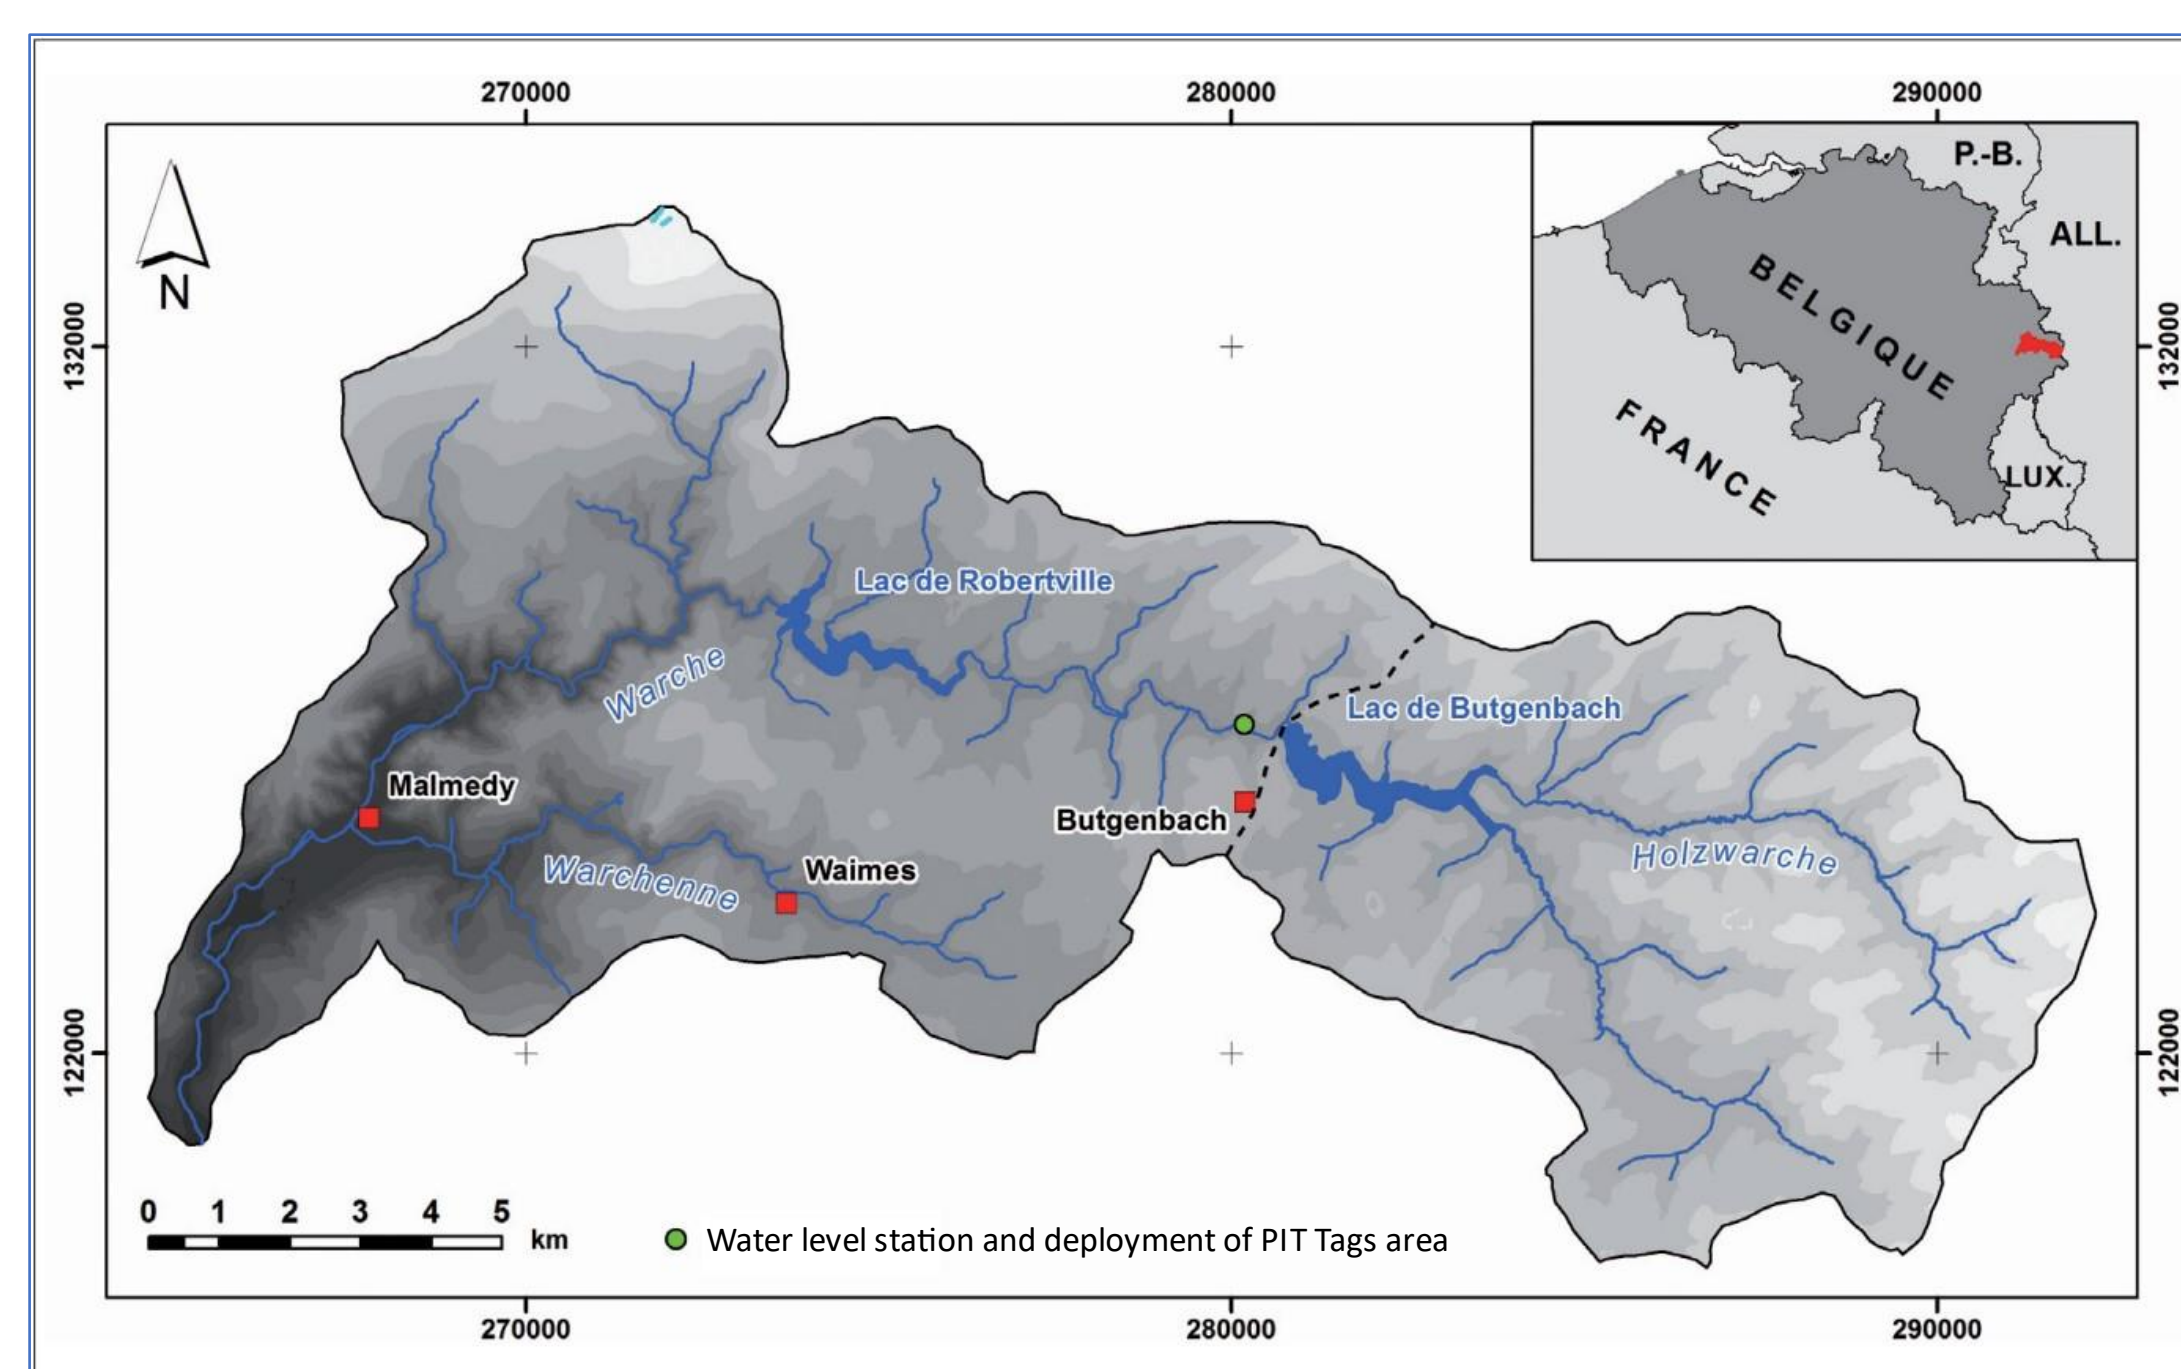 270000
280000
290000
P.-B.
ALL.
BELGIQUE
FRANCE
LUX.
N
132000
132000
Lac de Robertville
Warche
Lac de Butgenbach
Malmedy
Butgenbach
Waimes
Warchenne
Holzwarche
122000
122000
0 1 2 3 4 5
km
Water level station and deployment of PIT Tags area
270000
280000
290000